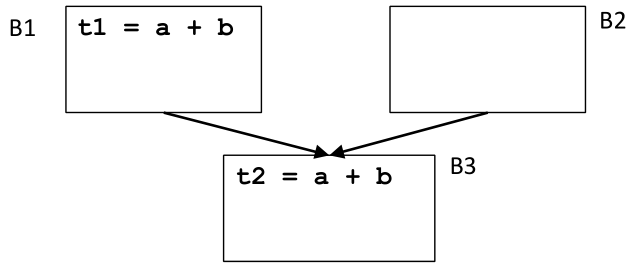 B1
t1 = a + b
B2
t2 = a + b
B3